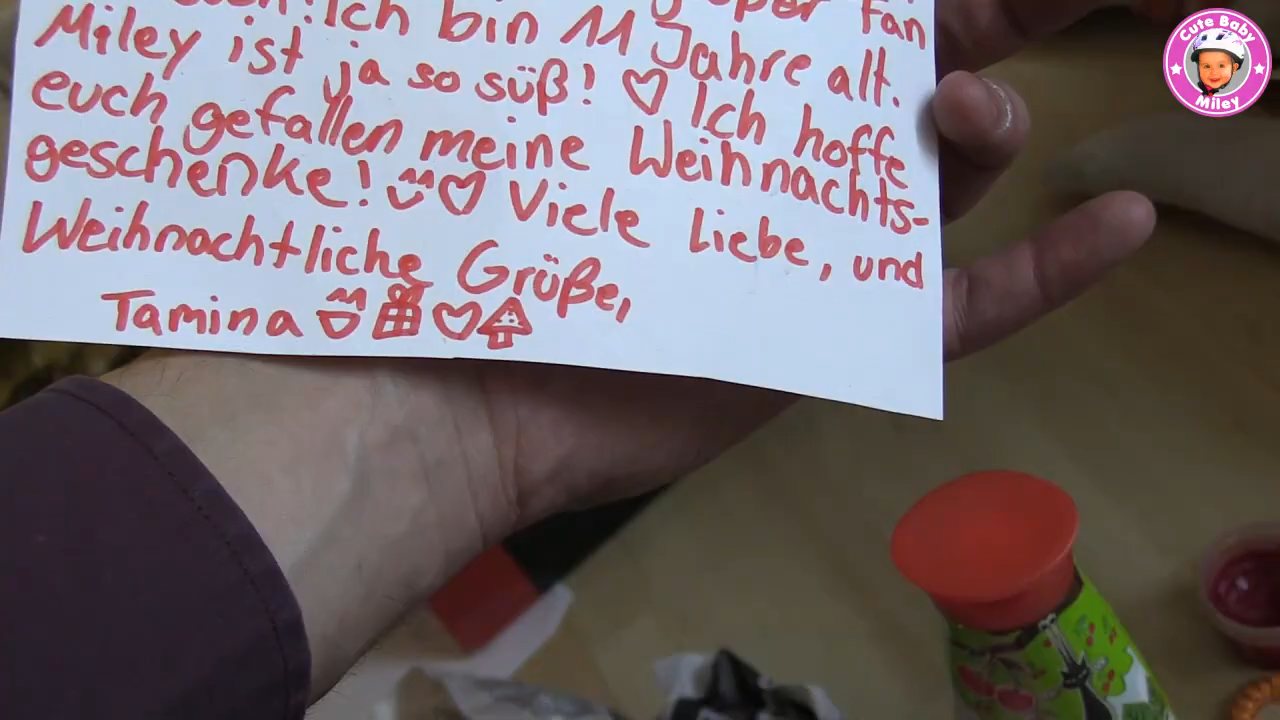 Ich bin 11 Jahre alt. Fan
Miley ist ja so süß! ♡ Ich hoffe
euch gefallen meine Weihnachts-
geschenke! ♡ Viele Liebe, und
Weihnachtliche Grüße,
Tamina ♡
Cute Baby
Miley